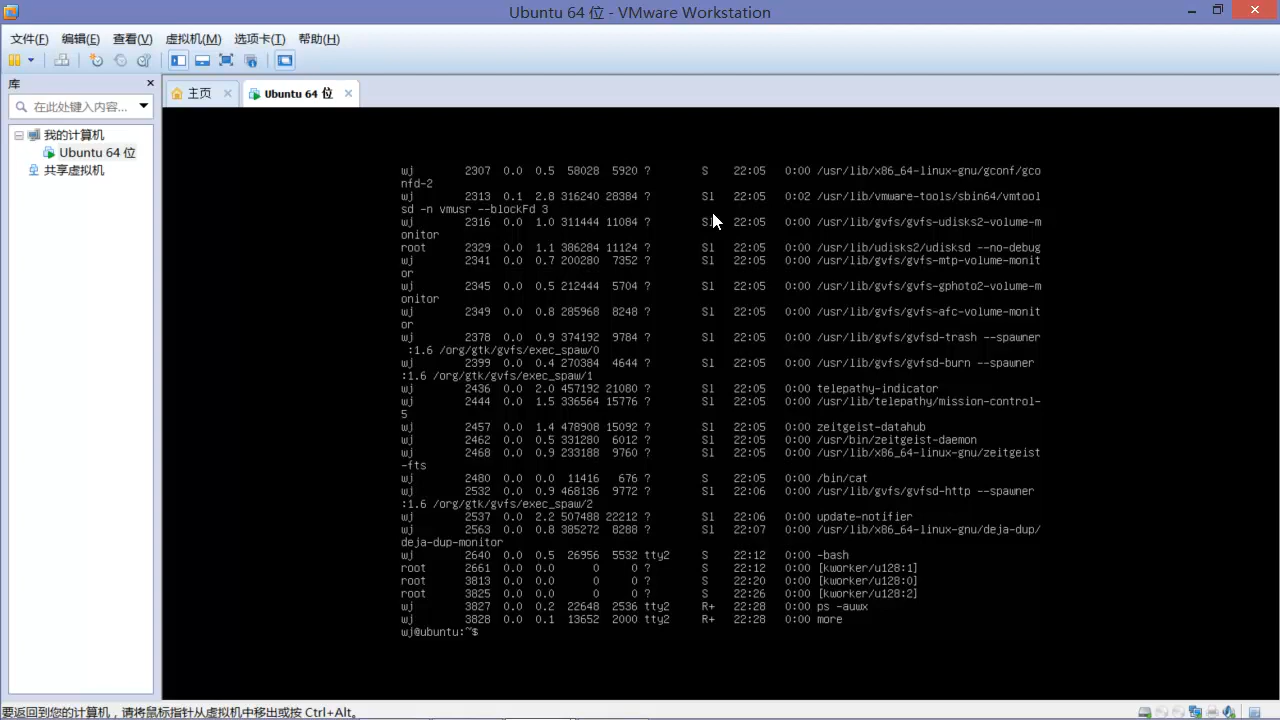 Ubuntu 64 位 - VMware Workstation
文件(F) 编辑(E) 查看(V) 虚拟机(M) 选项卡(T) 帮助(H)
库
在此处键入内容...
我的计算机
Ubuntu 64 位
共享虚拟机
主页 Ubuntu 64 位
wj 2307 0.0 0.5 58028 5920 ? S 22:05 0:00 /usr/lib/x86_64-linux-gnu/gconf/gco
nfd-2
wj 2313 0.1 2.8 316240 28384 ? Sl 22:05 0:02 /usr/lib/vmware-tools/sbin64/vmtool
sd -n vmusr --blockFd 3
wj 2316 0.0 1.0 311444 11084 ? Sl 22:05 0:00 /usr/lib/gvfs/gvfs-udisks2-volume-m
onitor
root 2329 0.0 1.1 386284 11124 ? Sl 22:05 0:00 /usr/lib/udisks2/udisksd --no-debug
wj 2341 0.0 0.7 200280 7352 ? Sl 22:05 0:00 /usr/lib/gvfs/gvfs-mtp-volume-monit
or
wj 2345 0.0 0.5 212444 5704 ? Sl 22:05 0:00 /usr/lib/gvfs/gvfs-gphoto2-volume-m
onitor
wj 2349 0.0 0.8 285968 8248 ? Sl 22:05 0:00 /usr/lib/gvfs/gvfs-afc-volume-monit
or
wj 2378 0.0 0.9 374192 9784 ? Sl 22:05 0:00 /usr/lib/gvfs/gvfsd-trash --spawner
:1.6 /org/gtk/gvfs/exec_spaw/0
wj 2399 0.0 0.4 270384 4644 ? Sl 22:05 0:00 /usr/lib/gvfs/gvfsd-burn --spawner
:1.6 /org/gtk/gvfs/exec_spaw/1
wj 2436 0.0 2.0 457192 21080 ? Sl 22:05 0:00 telepathy-indicator
wj 2444 0.0 1.5 336564 15776 ? Sl 22:05 0:00 /usr/lib/telepathy/mission-control-
5
wj 2457 0.0 1.4 478908 15092 ? Sl 22:05 0:00 zeitgeist-datahub
wj 2462 0.0 0.5 331280 6012 ? Sl 22:05 0:00 /usr/bin/zeitgeist-daemon
wj 2468 0.0 0.9 233188 9760 ? Sl 22:05 0:00 /usr/lib/x86_64-linux-gnu/zeitgeist
-fts
wj 2480 0.0 0.0 11416 676 ? S 22:05 0:00 /bin/cat
wj 2532 0.0 0.9 468136 9772 ? Sl 22:06 0:00 /usr/lib/gvfs/gvfsd-http --spawner
:1.6 /org/gtk/gvfs/exec_spaw/2
wj 2537 0.0 2.2 507488 22212 ? Sl 22:06 0:00 update-notifier
wj 2563 0.0 0.8 385272 8288 ? Sl 22:07 0:00 /usr/lib/x86_64-linux-gnu/deja-dup/
deja-dup-monitor
wj 2640 0.0 0.5 26956 5532 tty2 S 22:12 0:00 -bash
root 2661 0.0 0.0 0 0 ? S 22:12 0:00 [kworker/u128:1]
root 3813 0.0 0.0 0 0 ? S 22:20 0:00 [kworker/u128:0]
root 3825 0.0 0.0 0 0 ? S 22:26 0:00 [kworker/u128:2]
wj 3827 0.0 0.2 22648 2536 tty2 R+ 22:28 0:00 ps -auwx
wj 3828 0.0 0.1 13652 2000 tty2 R+ 22:28 0:00 more
wj@ubuntu:~$
要返回到您的计算机，请将鼠标指针从虚拟机中移出或按 Ctrl+Alt。